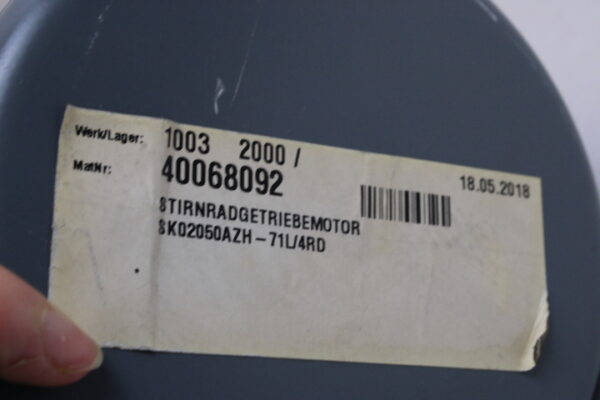 Werk/Lager: 1003 2000 /
MatNr: 40068092
18.05.2018
STIRNRADGETRIEBEMOTOR
SK02050AZH-71L/4RD